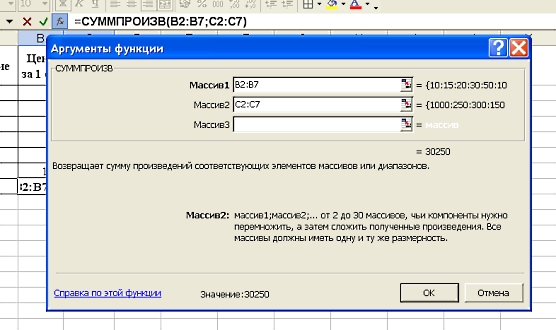 10
Ж К Ч
=СУММПРОИЗВ(B2:B7;C2:C7)
B
Цен
за 1
Аргументы функции
СУММПРОИЗВ
Массив1 B2:B7 = {10:15:20:30:50:10
Массив2 C2:C7 = {1000:250:300:150
Массив3 = массив
= 30250
Возвращает сумму произведений соответствующих элементов массивов или диапазонов.
2:B7
Массив2: массив1;массив2;... от 2 до 30 массивов, чьи компоненты нужно
перемножить, а затем сложить полученные произведения. Все
массивы должны иметь одну и ту же размерность.
Справка по этой функции Значение:30250 ОК Отмена